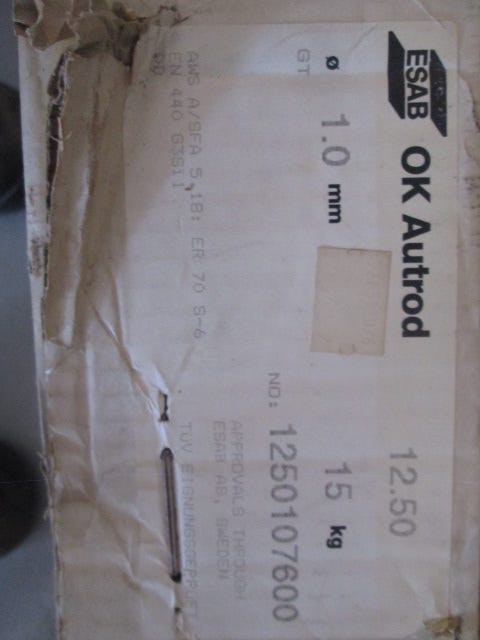 ESAB OK Autrod 12.50
ø 1.0 mm 15 kg
GT
NO: 1250107600
APPROVALS THROUGH
ESAB AB, SWEDEN
AWS A/SFA 5.18: ER 70 S-6
EN 440 G3Si1
TÜV EIGNUNGSGEPRÜFT